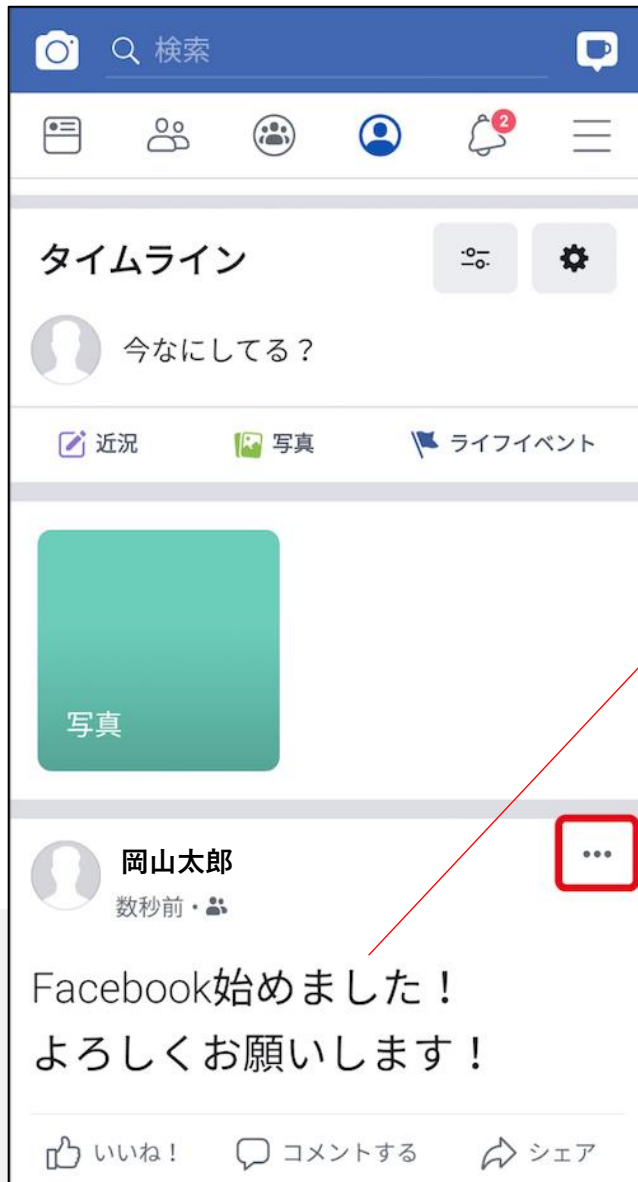 検索
2
タイムライン
今なにしてる？
近況 写真 ライフイベント
写真
岡山太郎
数秒前・
Facebook始めました！
よろしくお願いします！
いいね！ コメントする シェア